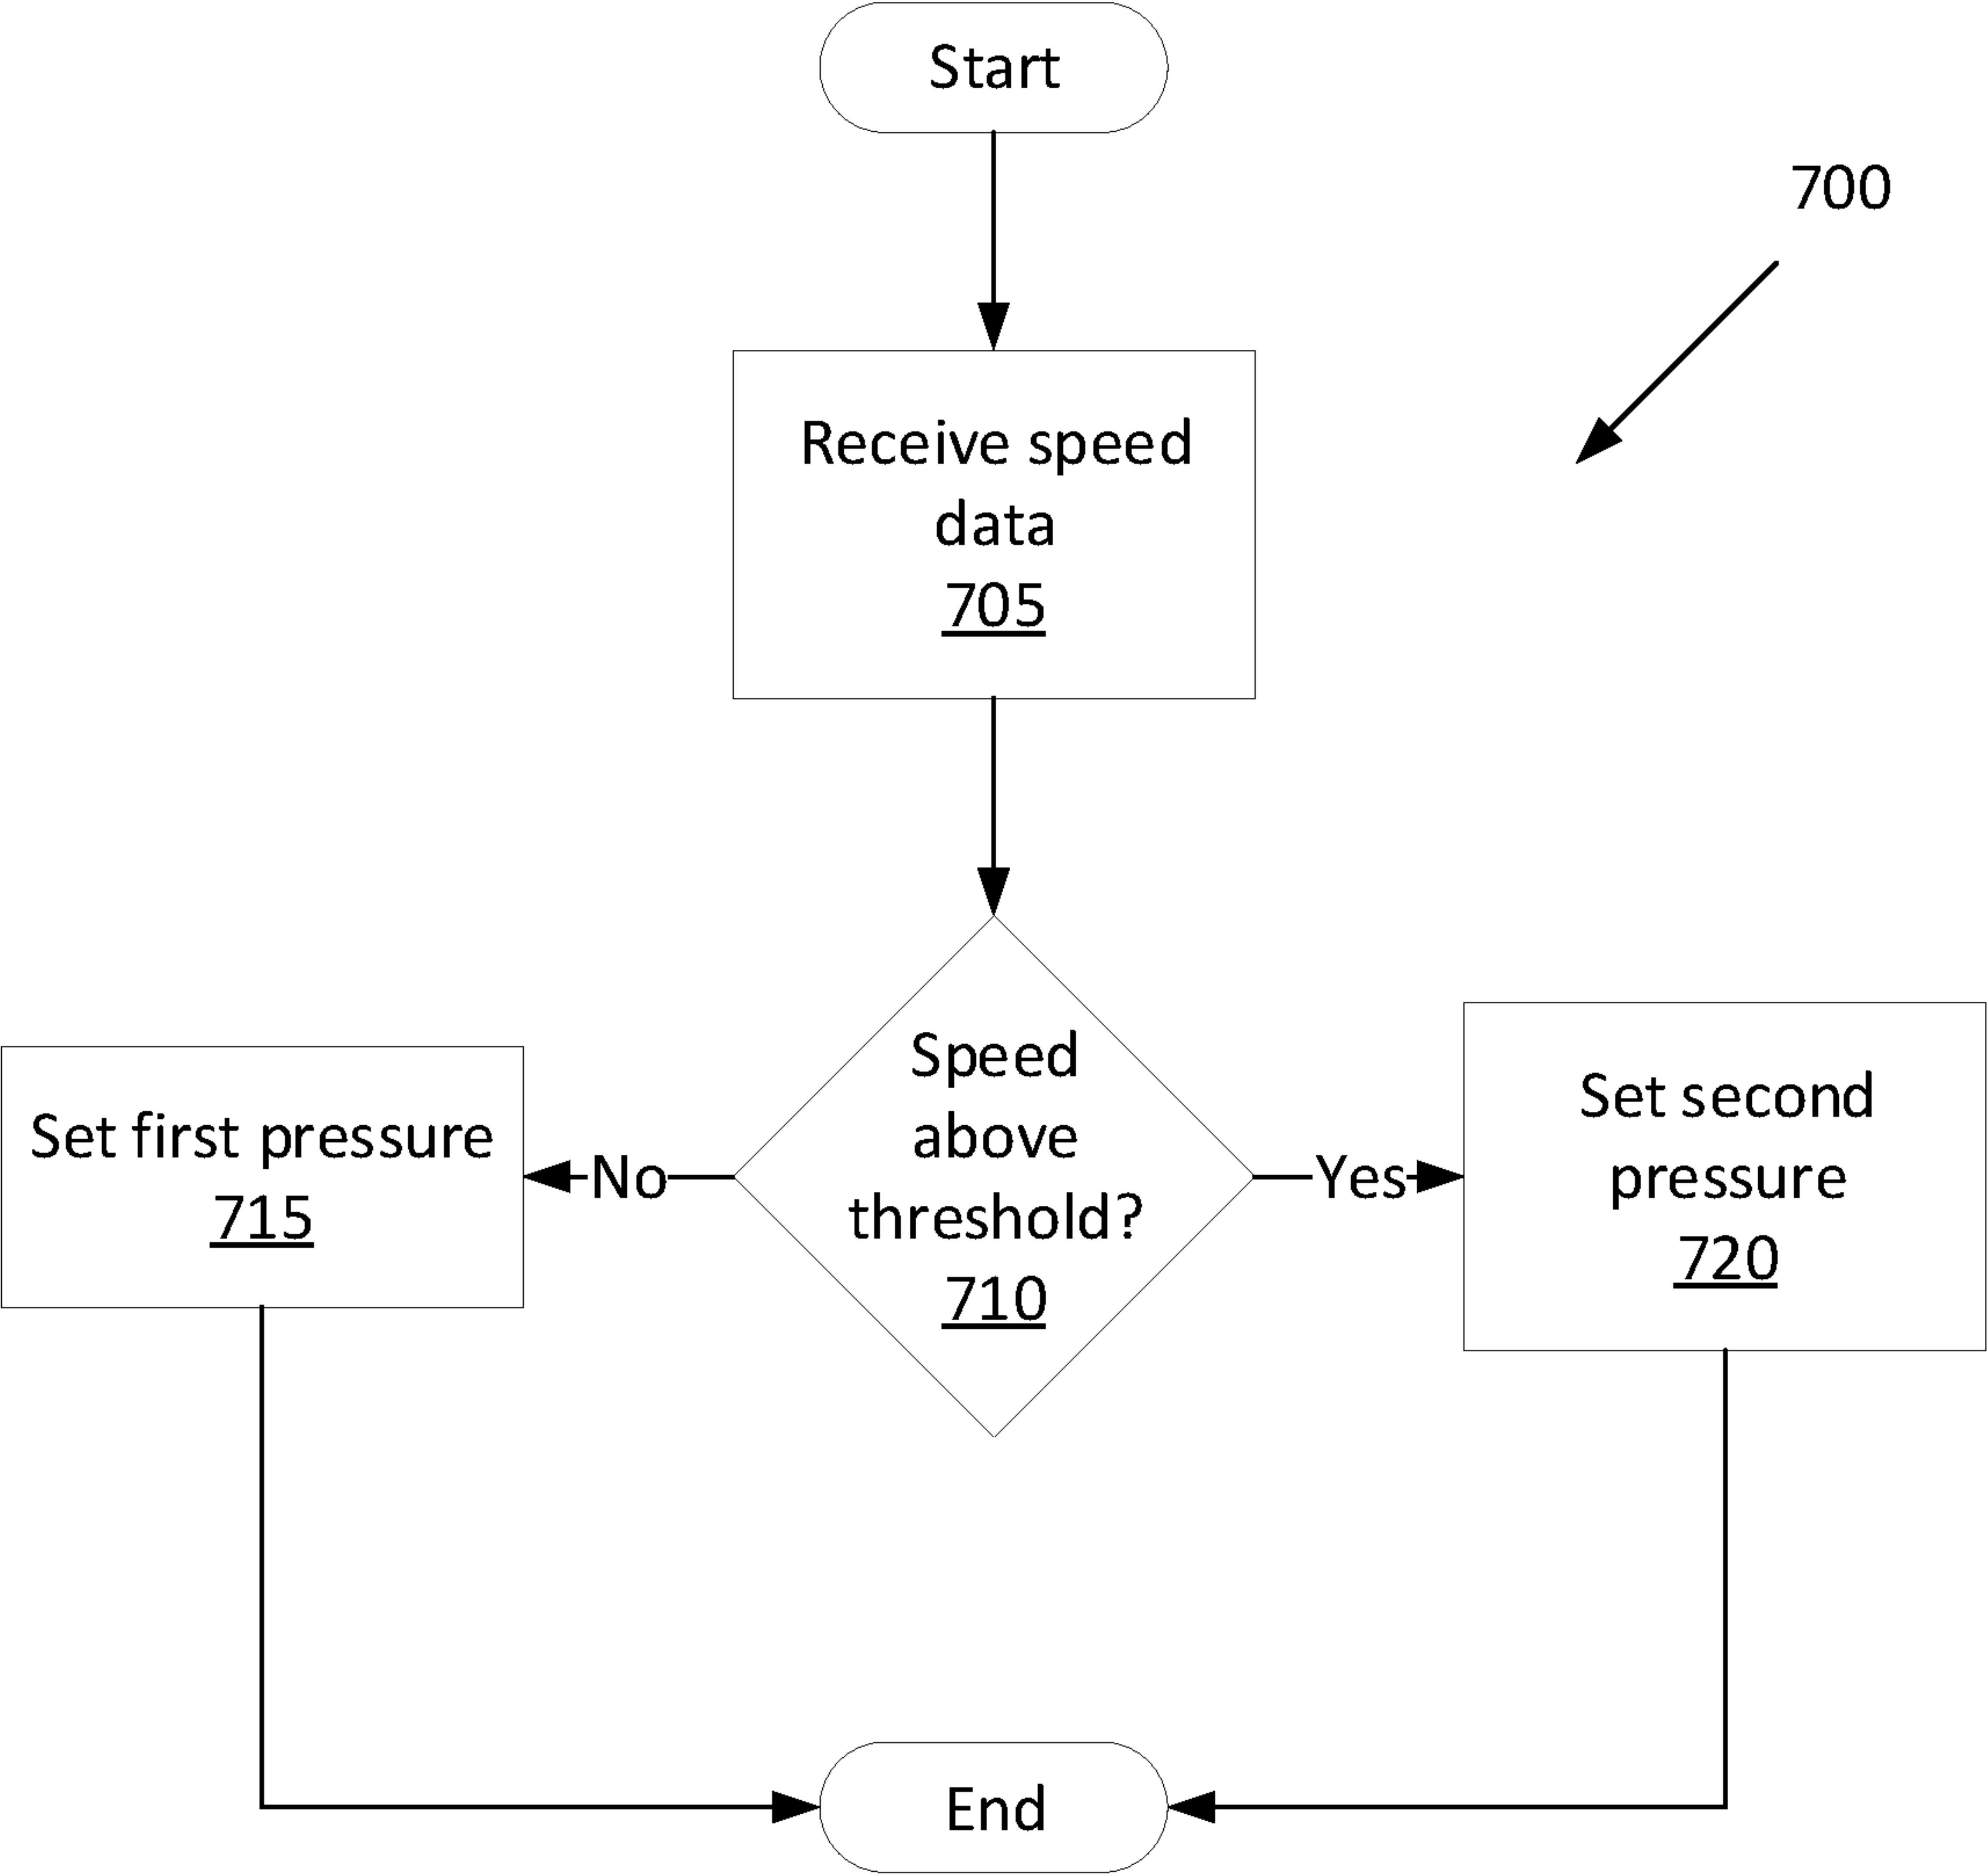 Start
700
Receive speed
data
705
Speed
above
threshold?
710
No
Yes
Set first pressure
715
Set second
pressure
720
End